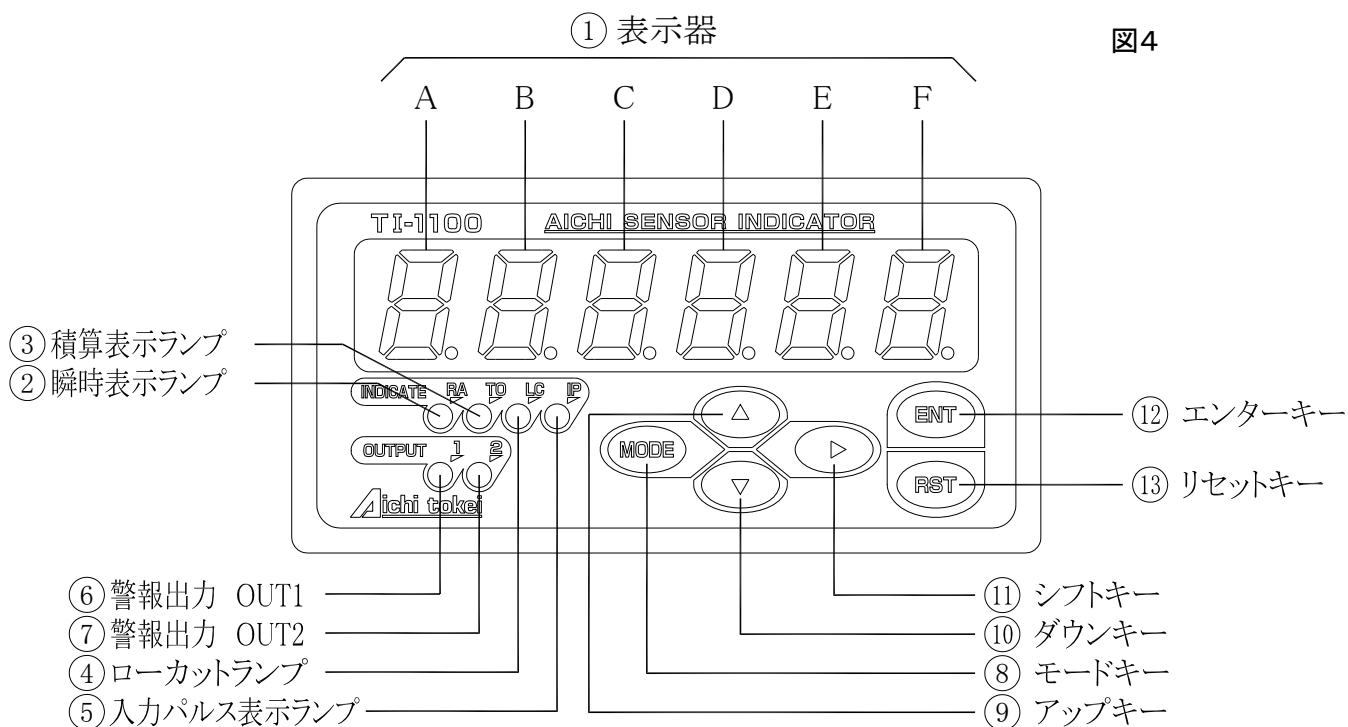 ①表示器
図4
A B C D E F
TI-1100 AICHI SENSOR INDICATOR
③積算表示ランプ
②瞬時表示ランプ
INDICATE RA TO LC IP
OUTPUT 1 2
Aichi tokei
MODE
ENT
RST
⑫ エンターキー
⑬ リセットキー
⑥警報出力 OUT1
⑦警報出力 OUT2
④ローカットランプ
⑤入力パルス表示ランプ
⑪ シフトキー
⑩ ダウンキー
⑧ モードキー
⑨ アップキー